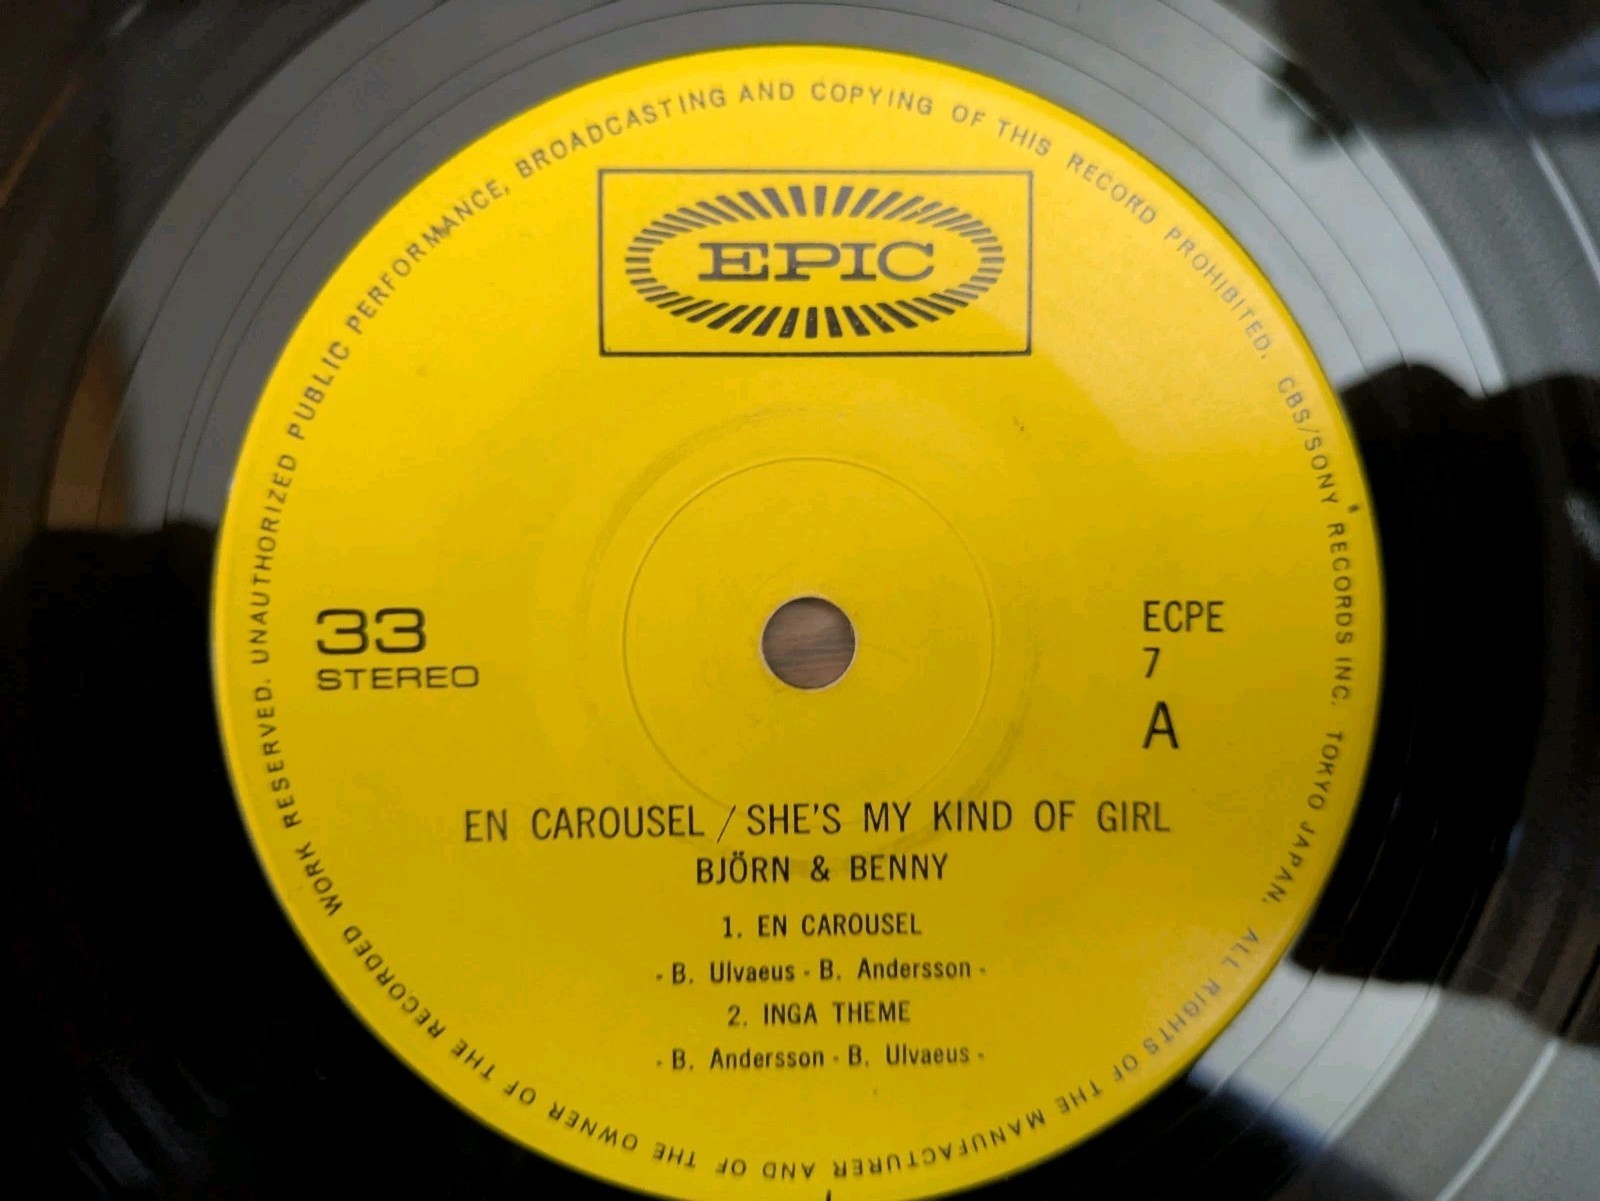 UNAUTHORIZED PUBLIC PERFORMANCE, BROADCASTING AND COPYING OF THIS RECORD PROHIBITED. CBS/SONY RECORDS INC. TOKYO JAPAN. ALL RIGHTS OF THE MANUFACTURER AND OF THE OWNER OF THE RECORDED WORK RESERVED.
EPIC
33
STEREO
ECPE
7
A
EN CAROUSEL / SHE'S MY KIND OF GIRL
BJÖRN & BENNY
1. EN CAROUSEL
- B. Ulvaeus - B. Andersson -
2. INGA THEME
- B. Andersson - B. Ulvaeus -